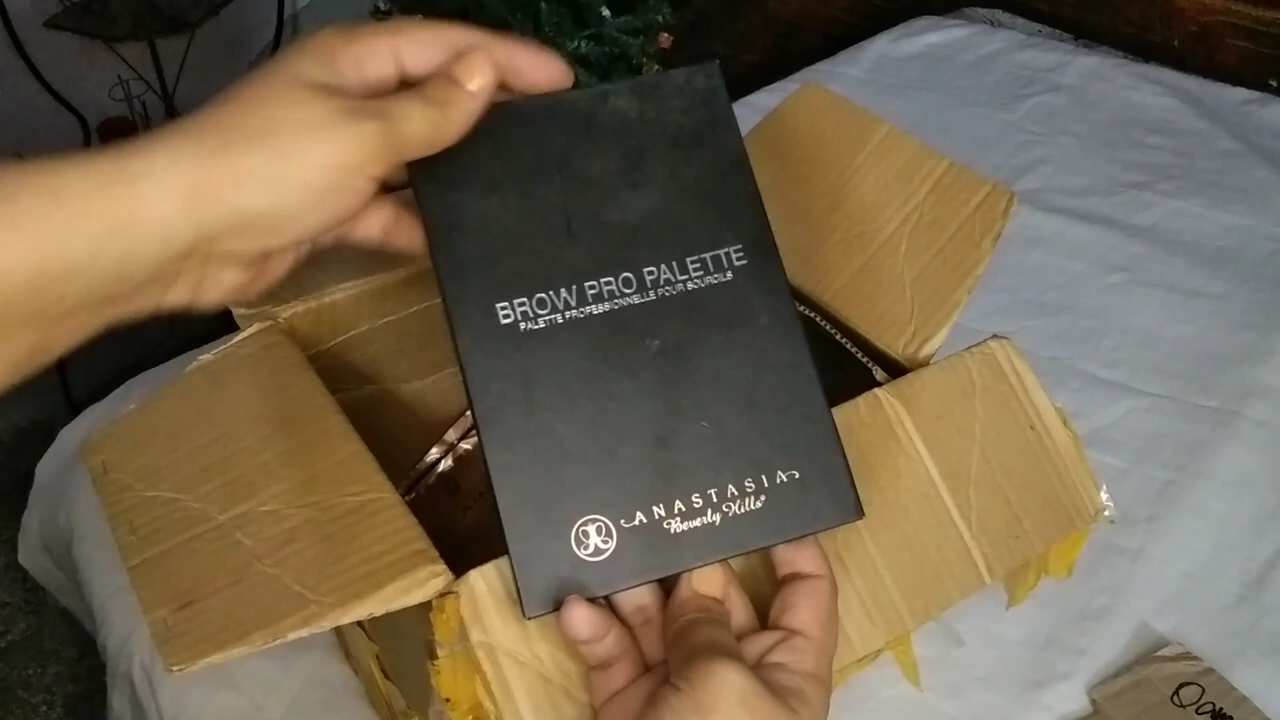 BROW PRO PALETTE
PALETTE PROFESSIONNELLE POUR SOURCILS
ANASTASIA
Beverly Hills®